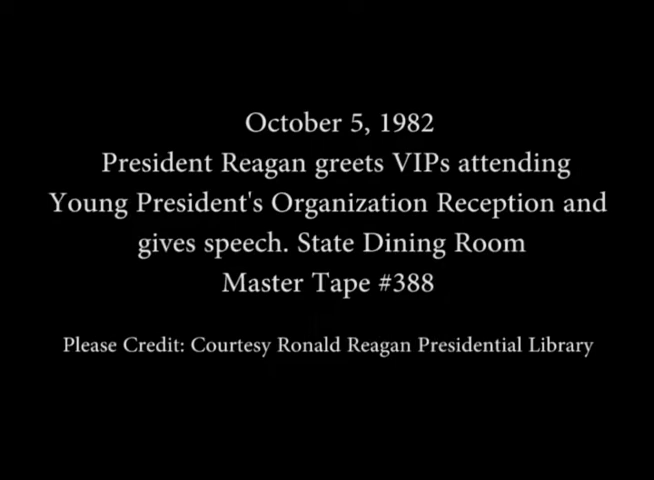 October 5, 1982
President Reagan greets VIPs attending
Young President's Organization Reception and
gives speech. State Dining Room
Master Tape #388
Please Credit: Courtesy Ronald Reagan Presidential Library